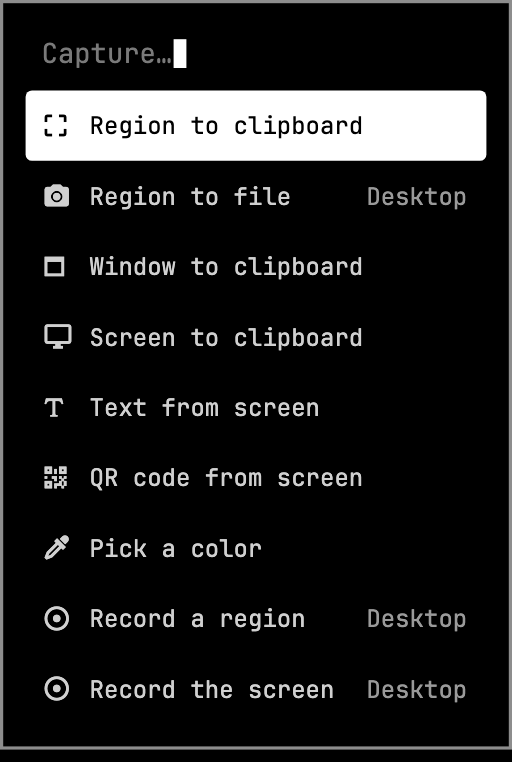 Capture…
Region to clipboard
Region to file Desktop
Window to clipboard
Screen to clipboard
Text from screen
QR code from screen
Pick a color
Record a region Desktop
Record the screen Desktop